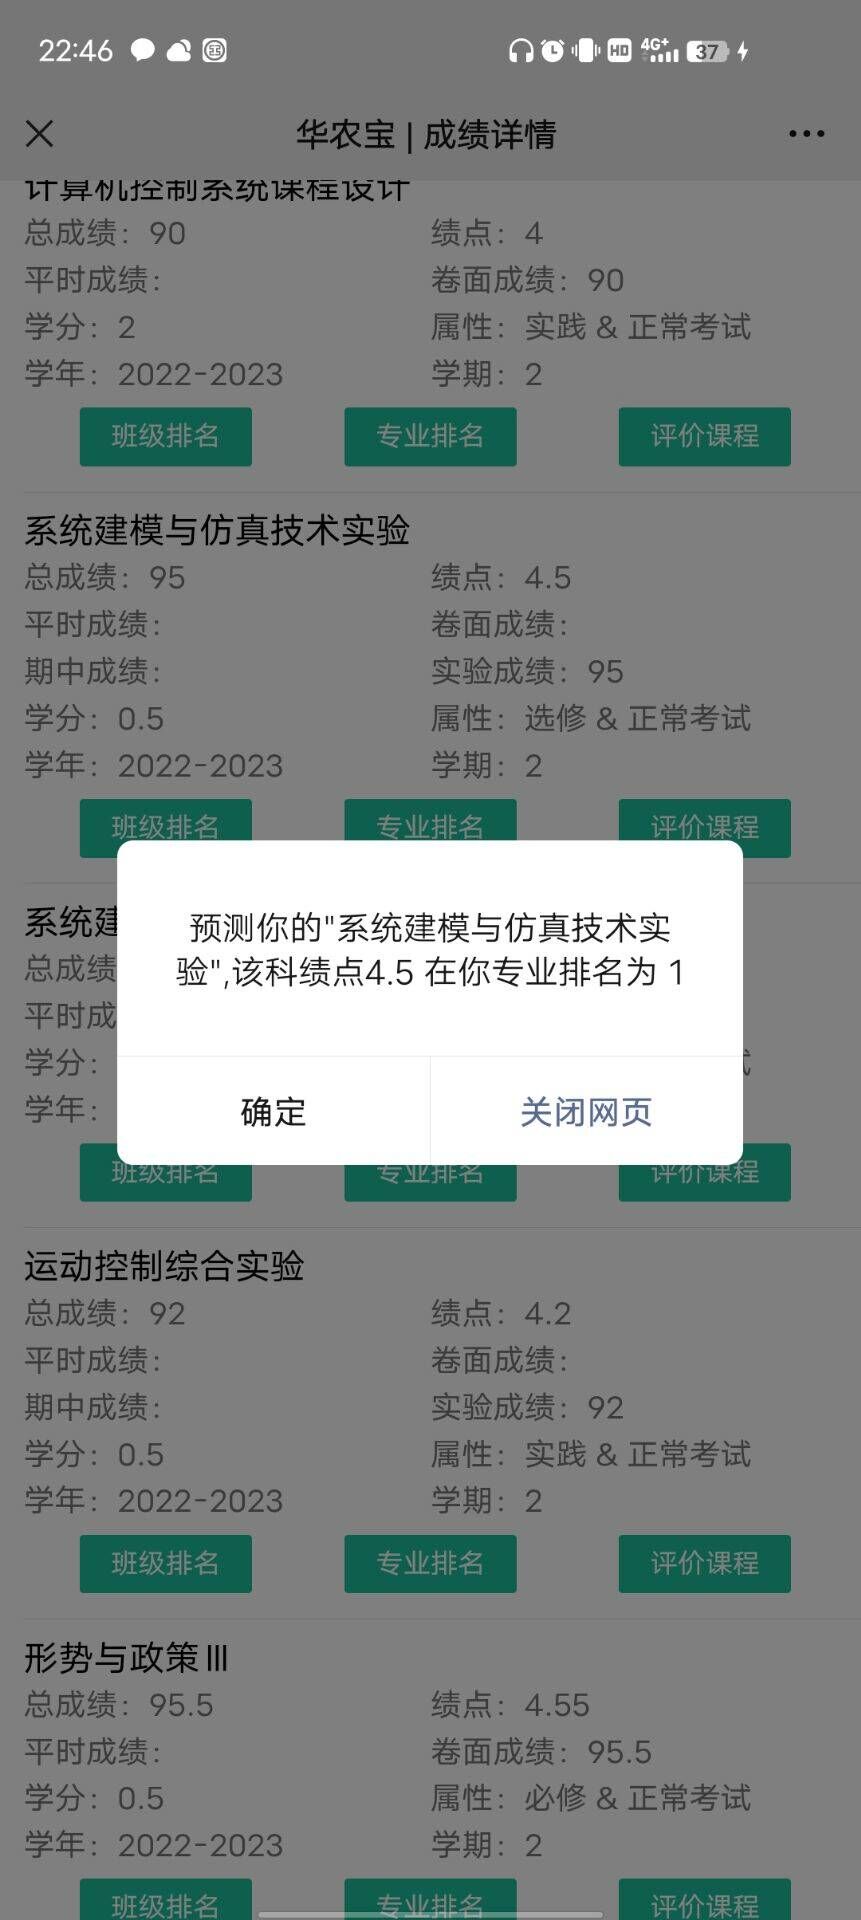 22:46 HD 4G+ 37
华农宝 | 成绩详情
计算机控制系统课程设计
总成绩：90 绩点：4
平时成绩： 卷面成绩：90
学分：2 属性：实践 & 正常考试
学年：2022-2023 学期：2
班级排名 专业排名 评价课程
系统建模与仿真技术实验
总成绩：95 绩点：4.5
平时成绩： 卷面成绩：
期中成绩： 实验成绩：95
学分：0.5 属性：选修 & 正常考试
学年：2022-2023 学期：2
班级排名 专业排名 评价课程
系统建
总成绩
平时成
学分：
学年：
预测你的"系统建模与仿真技术实
验",该科绩点4.5 在你专业排名为 1
确定 关闭网页
班级排名 专业排名 评价课程
运动控制综合实验
总成绩：92 绩点：4.2
平时成绩： 卷面成绩：
期中成绩： 实验成绩：92
学分：0.5 属性：实践 & 正常考试
学年：2022-2023 学期：2
班级排名 专业排名 评价课程
形势与政策Ⅲ
总成绩：95.5 绩点：4.55
平时成绩： 卷面成绩：95.5
学分：0.5 属性：必修 & 正常考试
学年：2022-2023 学期：2
班级排名 专业排名 评价课程